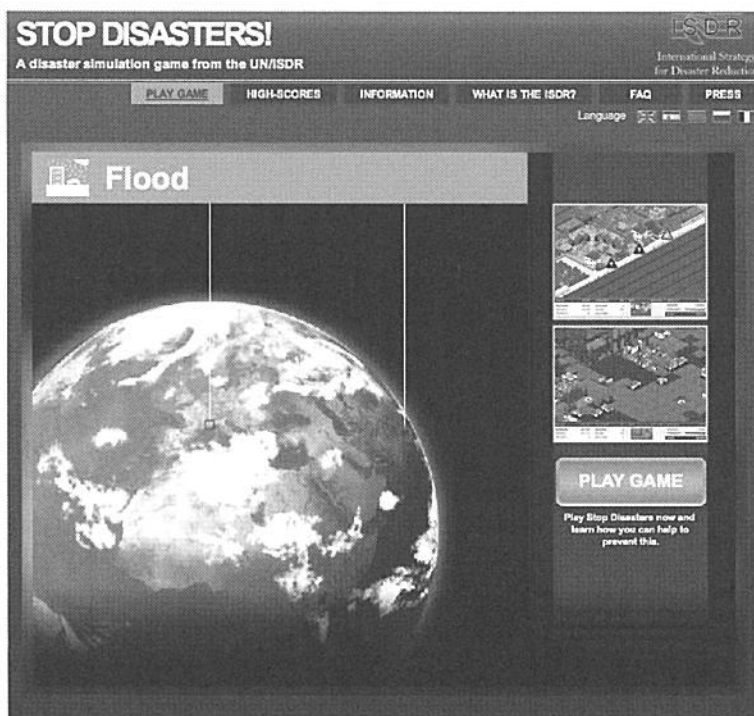 STOP DISASTERS!
A disaster simulation game from the UN/ISDR
I S D R
International Strategy
for Disaster Reduction
PLAY GAME
HIGH-SCORES
INFORMATION
WHAT IS THE ISDR?
FAQ
PRESS
Language
Flood
PLAY GAME
Play Stop Disasters now and
learn how you can help to
prevent this.